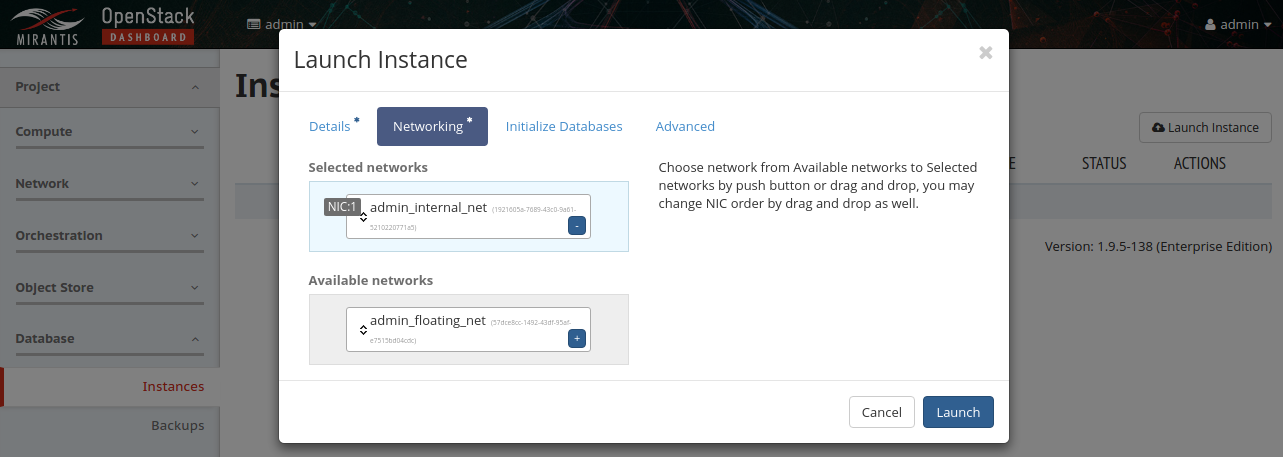 MIRANTIS
OpenStack
DASHBOARD
admin
admin
Project
Compute
Network
Orchestration
Object Store
Database
Instances
Backups
Ins
Launch Instance
E STATUS ACTIONS
Version: 1.9.5-138 (Enterprise Edition)
Launch Instance
Details * Networking * Initialize Databases Advanced
Selected networks
NIC:1
admin_internal_net (1921605a-7689-43c0-9a61-
5210220771a5)
-
Available networks
admin_floating_net (57dce8cc-1492-43df-95af-
e7515bd04cdc)
+
Choose network from Available networks to Selected
networks by push button or drag and drop, you may
change NIC order by drag and drop as well.
Cancel
Launch